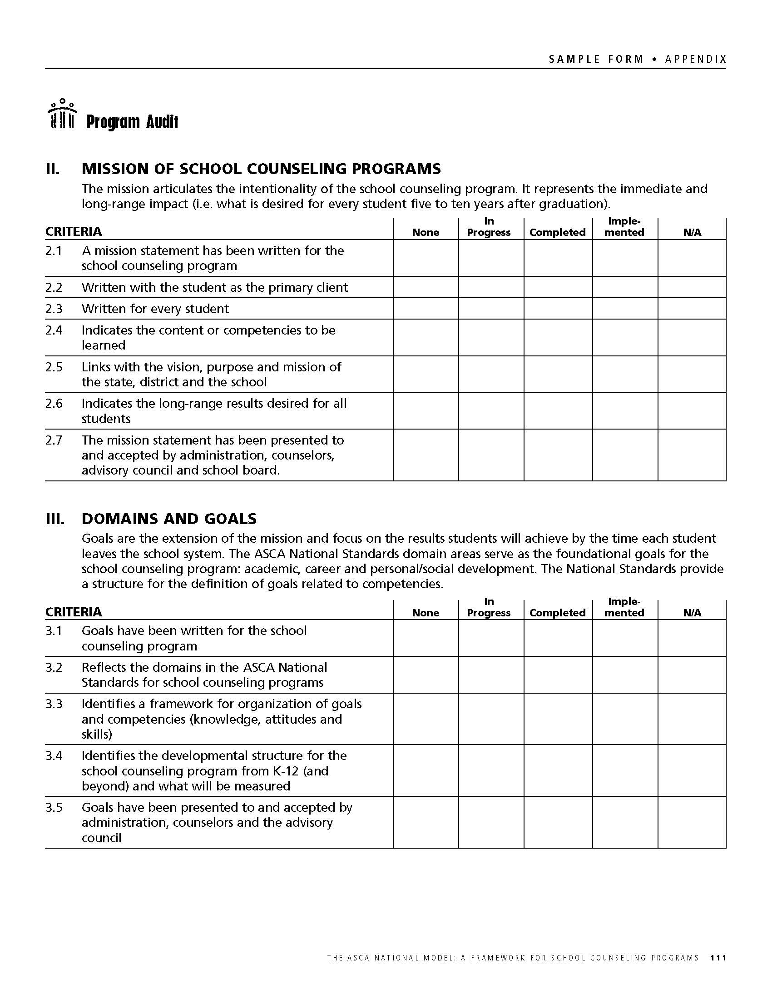 SAMPLE FORM • APPENDIX
Program Audit
II. MISSION OF SCHOOL COUNSELING PROGRAMS
The mission articulates the intentionality of the school counseling program. It represents the immediate and
long-range impact (i.e. what is desired for every student five to ten years after graduation).
CRITERIA None In Progress Completed Imple-mented N/A
2.1 A mission statement has been written for the
school counseling program
2.2 Written with the student as the primary client
2.3 Written for every student
2.4 Indicates the content or competencies to be
learned
2.5 Links with the vision, purpose and mission of
the state, district and the school
2.6 Indicates the long-range results desired for all
students
2.7 The mission statement has been presented to
and accepted by administration, counselors,
advisory council and school board.
III. DOMAINS AND GOALS
Goals are the extension of the mission and focus on the results students will achieve by the time each student
leaves the school system. The ASCA National Standards domain areas serve as the foundational goals for the
school counseling program: academic, career and personal/social development. The National Standards provide
a structure for the definition of goals related to competencies.
CRITERIA None In Progress Completed Imple-mented N/A
3.1 Goals have been written for the school
counseling program
3.2 Reflects the domains in the ASCA National
Standards for school counseling programs
3.3 Identifies a framework for organization of goals
and competencies (knowledge, attitudes and
skills)
3.4 Identifies the developmental structure for the
school counseling program from K-12 (and
beyond) and what will be measured
3.5 Goals have been presented to and accepted by
administration, counselors and the advisory
council
THE ASCA NATIONAL MODEL: A FRAMEWORK FOR SCHOOL COUNSELING PROGRAMS 111